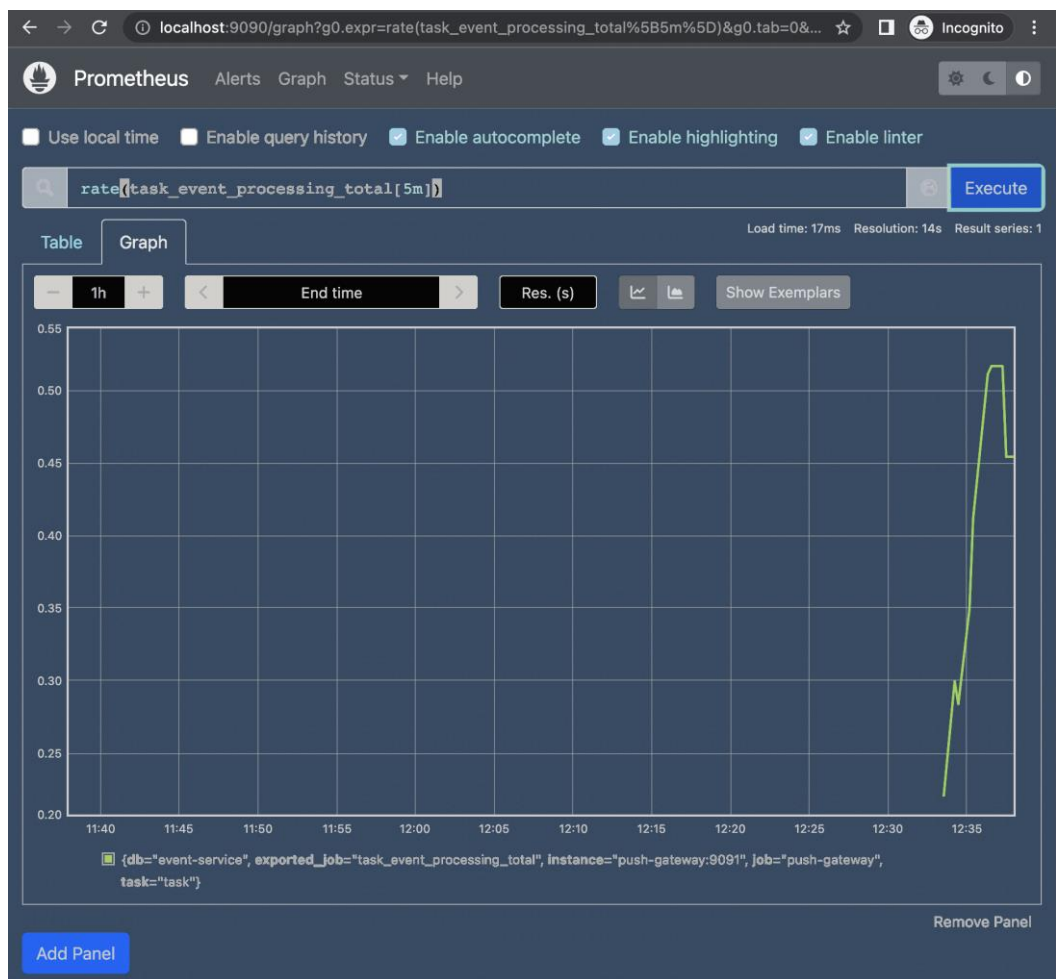 localhost:9090/graph?g0.expr=rate(task_event_processing_total%5B5m%5D)&g0.tab=0&... Incognito
Prometheus Alerts Graph Status Help
Use local time Enable query history Enable autocomplete Enable highlighting Enable linter
rate(task_event_processing_total[5m]) Execute
Load time: 17ms Resolution: 14s Result series: 1
Table Graph
1h End time Res. (s) Show Exemplars
0.55
0.50
0.45
0.40
0.35
0.30
0.25
0.20
11:40 11:45 11:50 11:55 12:00 12:05 12:10 12:15 12:20 12:25 12:30 12:35
{db="event-service", exported_job="task_event_processing_total", instance="push-gateway:9091", job="push-gateway",
task="task"}
Remove Panel
Add Panel